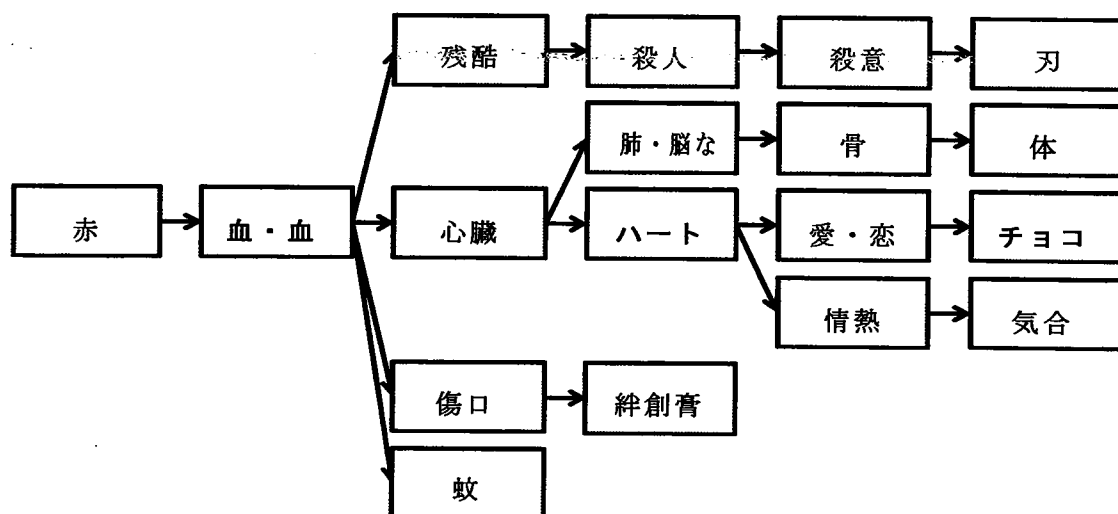 残酷
殺人
殺意
刃
肺・脳な
骨
体
赤
血・血
心臓
ハート
愛・恋
チョコ
情熱
気合
傷口
絆創膏
蚊